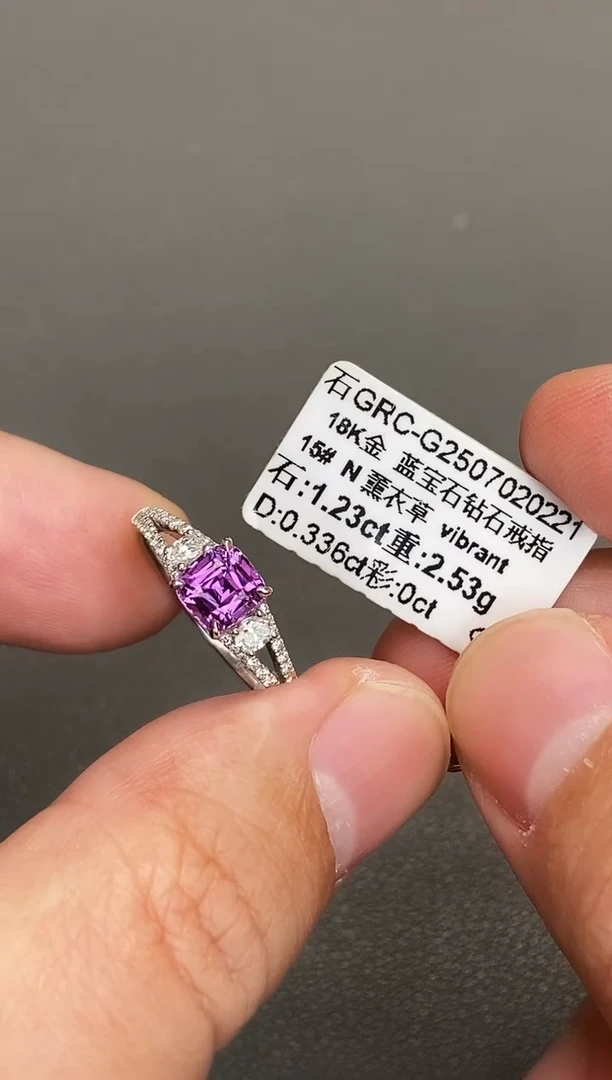 石GRC-G2507020221
18K金 蓝宝石钻石戒指
15# N 薰衣草 vibrant
石:1.23ct重:2.53g
D:0.336ct彩:0ct